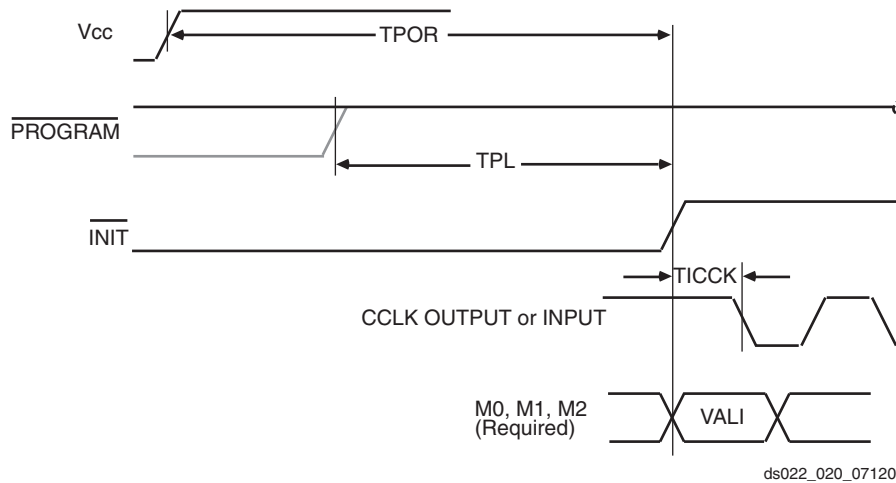 Vcc
TPOR
PROGRAM
TPL
INIT
TICCK
CCLK OUTPUT or INPUT
M0, M1, M2
(Required)
VALI
ds022_020_07120